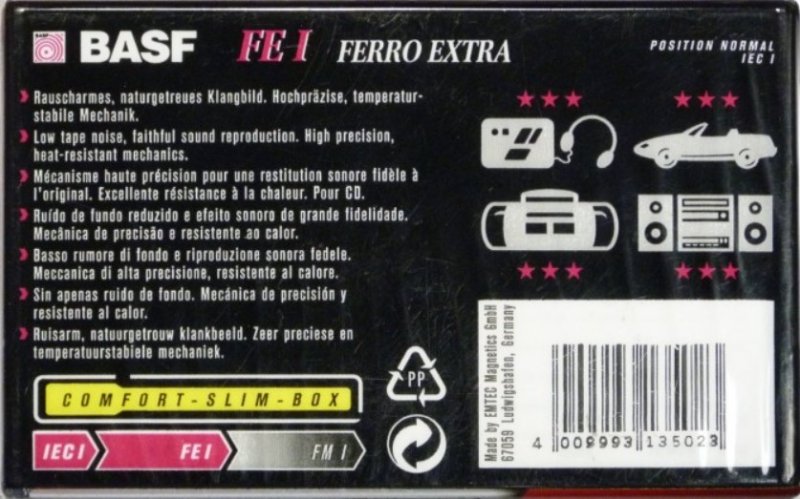 BASF FE I FERRO EXTRA
POSITION NORMAL
IEC I
Rauscharmes, naturgetreues Klangbild. Hochpräzise, temperatur-
stabile Mechanik.
Low tape noise, faithful sound reproduction. High precision,
heat-resistant mechanics.
Mécanisme haute précision pour une restitution sonore fidèle à
l'original. Excellente résistance à la chaleur. Pour CD.
Ruído de fundo reduzido e efeito sonoro de grande fidelidade.
Mecânica de precisão e resistente ao calor.
Basso rumore di fondo e riproduzione sonora fedele.
Meccanica di alta precisione, resistente al calore.
Sin apenas ruido de fondo. Mecánica de precisión y
resistente al calor.
Ruisarm, natuurgetrouw klankbeeld. Zeer preciese en
temperatuurstabiele mechaniek.
COMFORT-SLIM-BOX
IEC I FE I FM I
PP
Made by EMTEC Magnetics GmbH
67059 Ludwigshafen, Germany
4 009993 135023